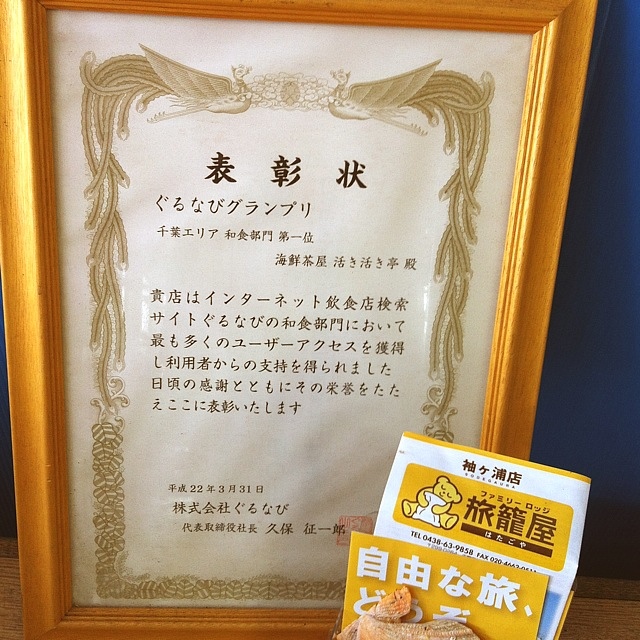 表彰状
ぐるなびグランプリ
千葉エリア 和食部門 第一位
海鮮茶屋 活き活き亭 殿
貴店はインターネット飲食店検索
サイトぐるなびの和食部門において
最も多くのユーザーアクセスを獲得
し利用者からの支持を得られました
日頃の感謝とともにその栄誉をたた
えここに表彰いたします
平成22年3月31日
株式会社ぐるなび
代表取締役社長 久保 征一郎
袖ヶ浦店
SODEGAURA
ファミリーロッジ
旅籠屋
はたごや
TEL 0438-63-9858 FAX 020-4662-
自由な旅、
どうぞ